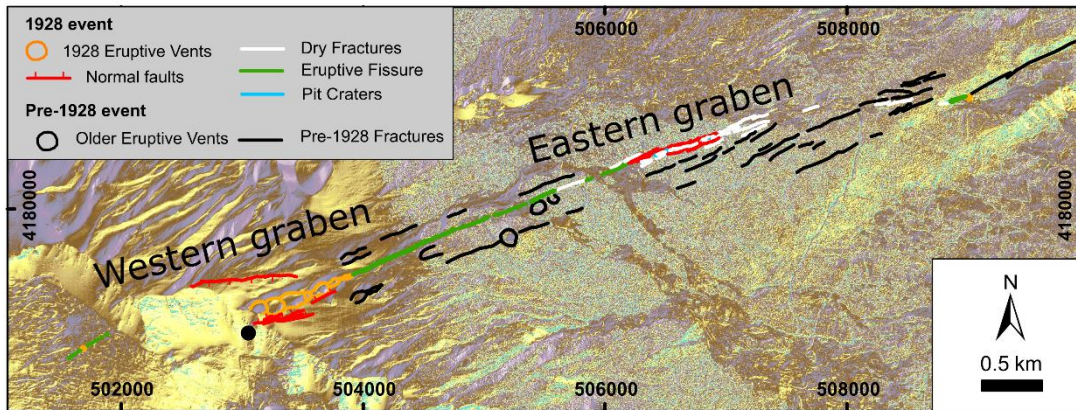 1928 event
1928 Eruptive Vents
Normal faults
Dry Fractures
Eruptive Fissure
Pit Craters
Pre-1928 event
Older Eruptive Vents
Pre-1928 Fractures
506000
508000
Eastern graben
Western graben
4180000
4180000
502000
504000
506000
508000
N
0.5 km